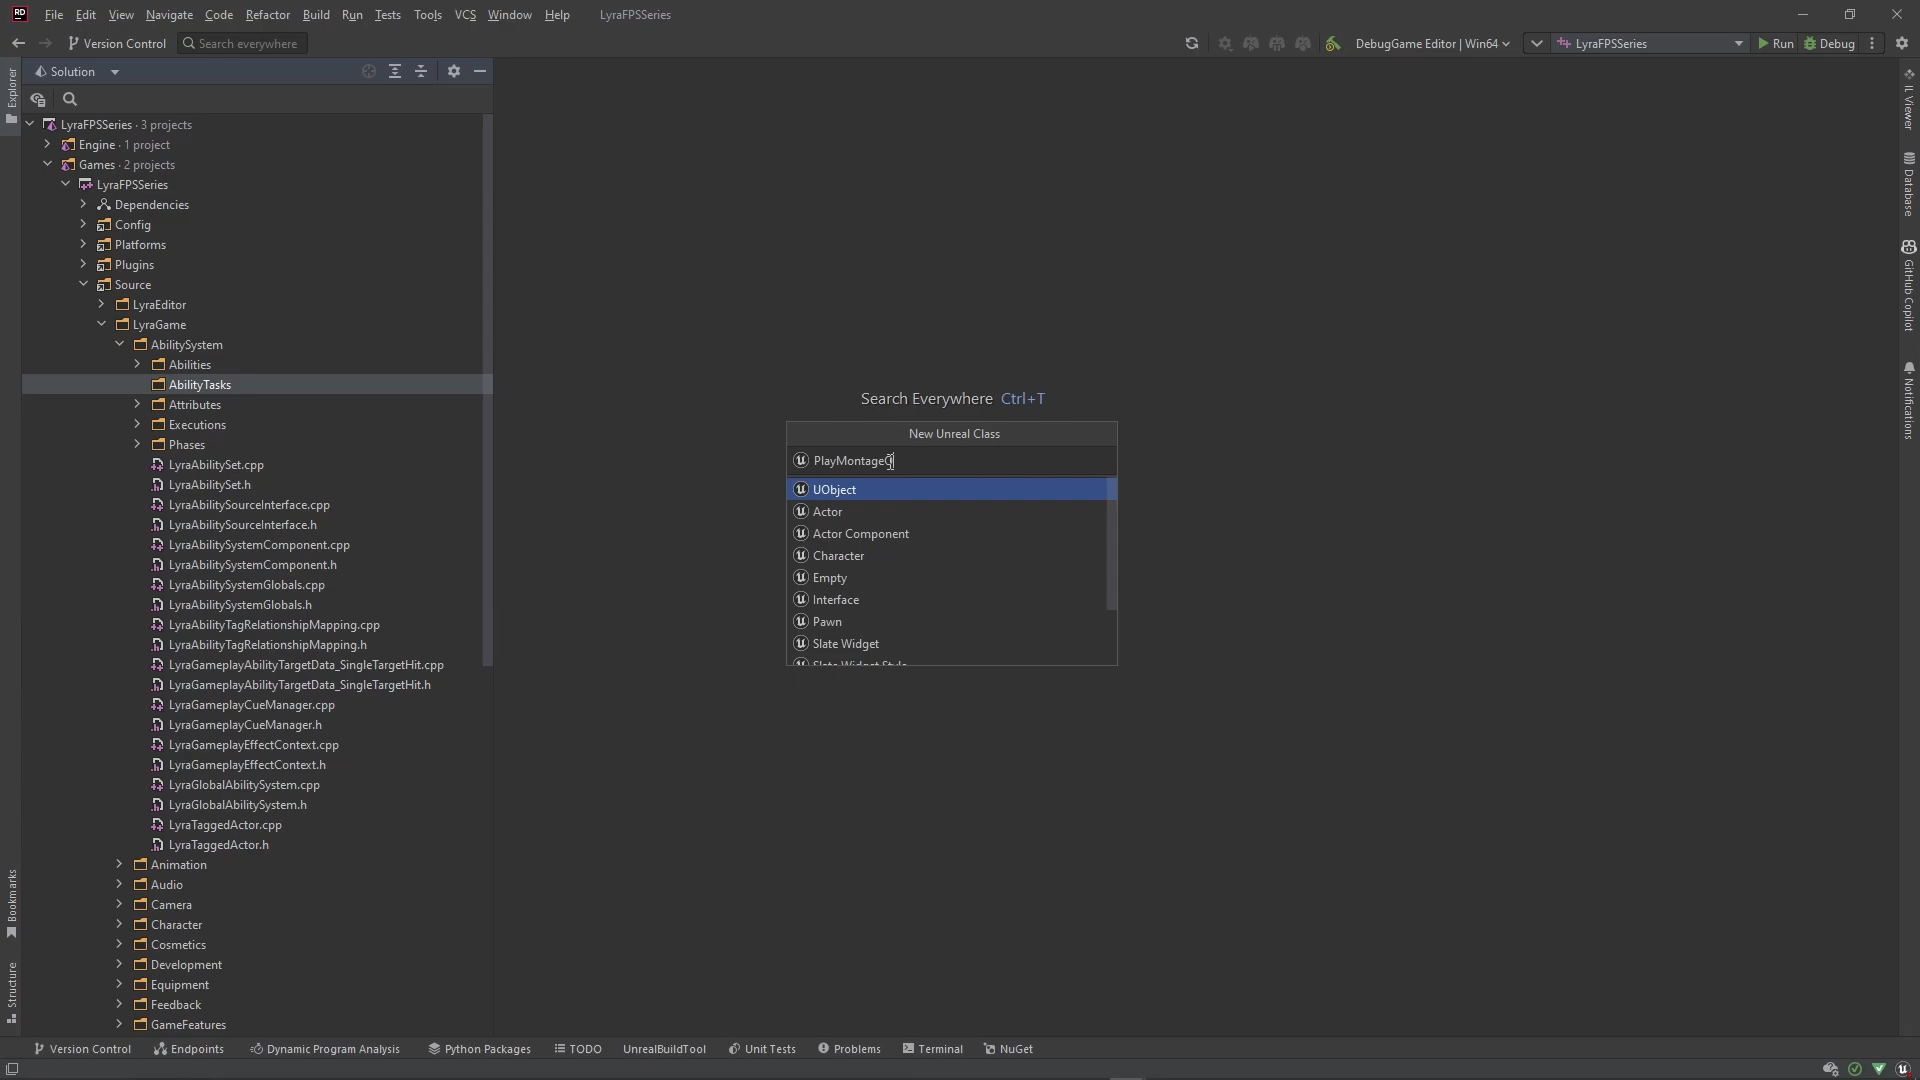 RD File Edit View Navigate Code Refactor Build Run Tests Tools VCS Window Help LyraFPSSeries
Version Control Search everywhere DebugGame Editor | Win64 LyraFPSSeries Run Debug
Solution
Explorer
LyraFPSSeries · 3 projects
Engine · 1 project
Games · 2 projects
LyraFPSSeries
Dependencies
Config
Platforms
Plugins
Source
LyraEditor
LyraGame
AbilitySystem
Abilities
AbilityTasks
Attributes
Executions
Phases
LyraAbilitySet.cpp
LyraAbilitySet.h
LyraAbilitySourceInterface.cpp
LyraAbilitySourceInterface.h
LyraAbilitySystemComponent.cpp
LyraAbilitySystemComponent.h
LyraAbilitySystemGlobals.cpp
LyraAbilitySystemGlobals.h
LyraAbilityTagRelationshipMapping.cpp
LyraAbilityTagRelationshipMapping.h
LyraGameplayAbilityTargetData_SingleTargetHit.cpp
LyraGameplayAbilityTargetData_SingleTargetHit.h
LyraGameplayCueManager.cpp
LyraGameplayCueManager.h
LyraGameplayEffectContext.cpp
LyraGameplayEffectContext.h
LyraGlobalAbilitySystem.cpp
LyraGlobalAbilitySystem.h
LyraTaggedActor.cpp
LyraTaggedActor.h
Animation
Audio
Camera
Character
Cosmetics
Development
Equipment
Feedback
GameFeatures
Bookmarks
Structure
Search Everywhere Ctrl+T
New Unreal Class
PlayMontage
UObject
Actor
Actor Component
Character
Empty
Interface
Pawn
Slate Widget
Slate Widget Style
IL Viewer
Database
GitHub Copilot
Notifications
Version Control Endpoints Dynamic Program Analysis Python Packages TODO UnrealBuildTool Unit Tests Problems Terminal NuGet